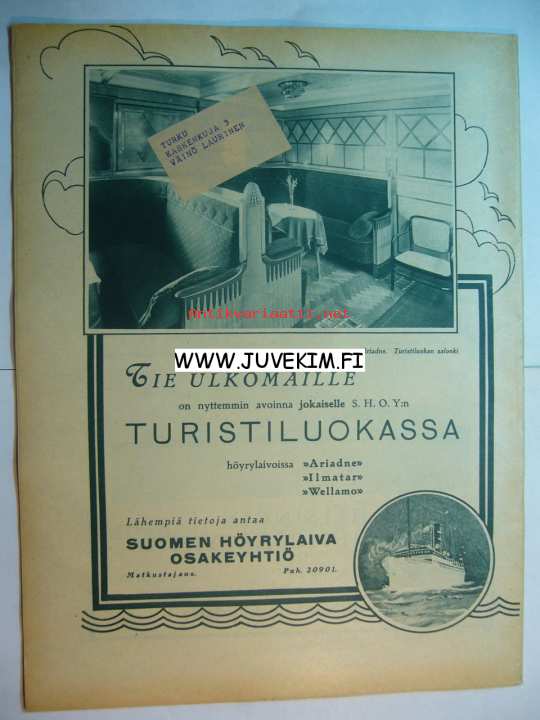 TURKU
KASKENKUJA 3
VÄINÖ LAURINEN
Antikvariaatti.net
Ariadne. Turistiluokan salonki
WWW.JUVEKIM.FI
TIE ULKOMAILLE
on nyttemmin avoinna jokaiselle S. H. O. Y:n
TURISTILUOKASSA
höyrylaivoissa »Ariadne»
»Ilmatar»
»Wellamo»
Lähempiä tietoja antaa
SUOMEN HÖYRYLAIVA
OSAKEYHTIÖ
Matkustajaos. Puh. 20901.